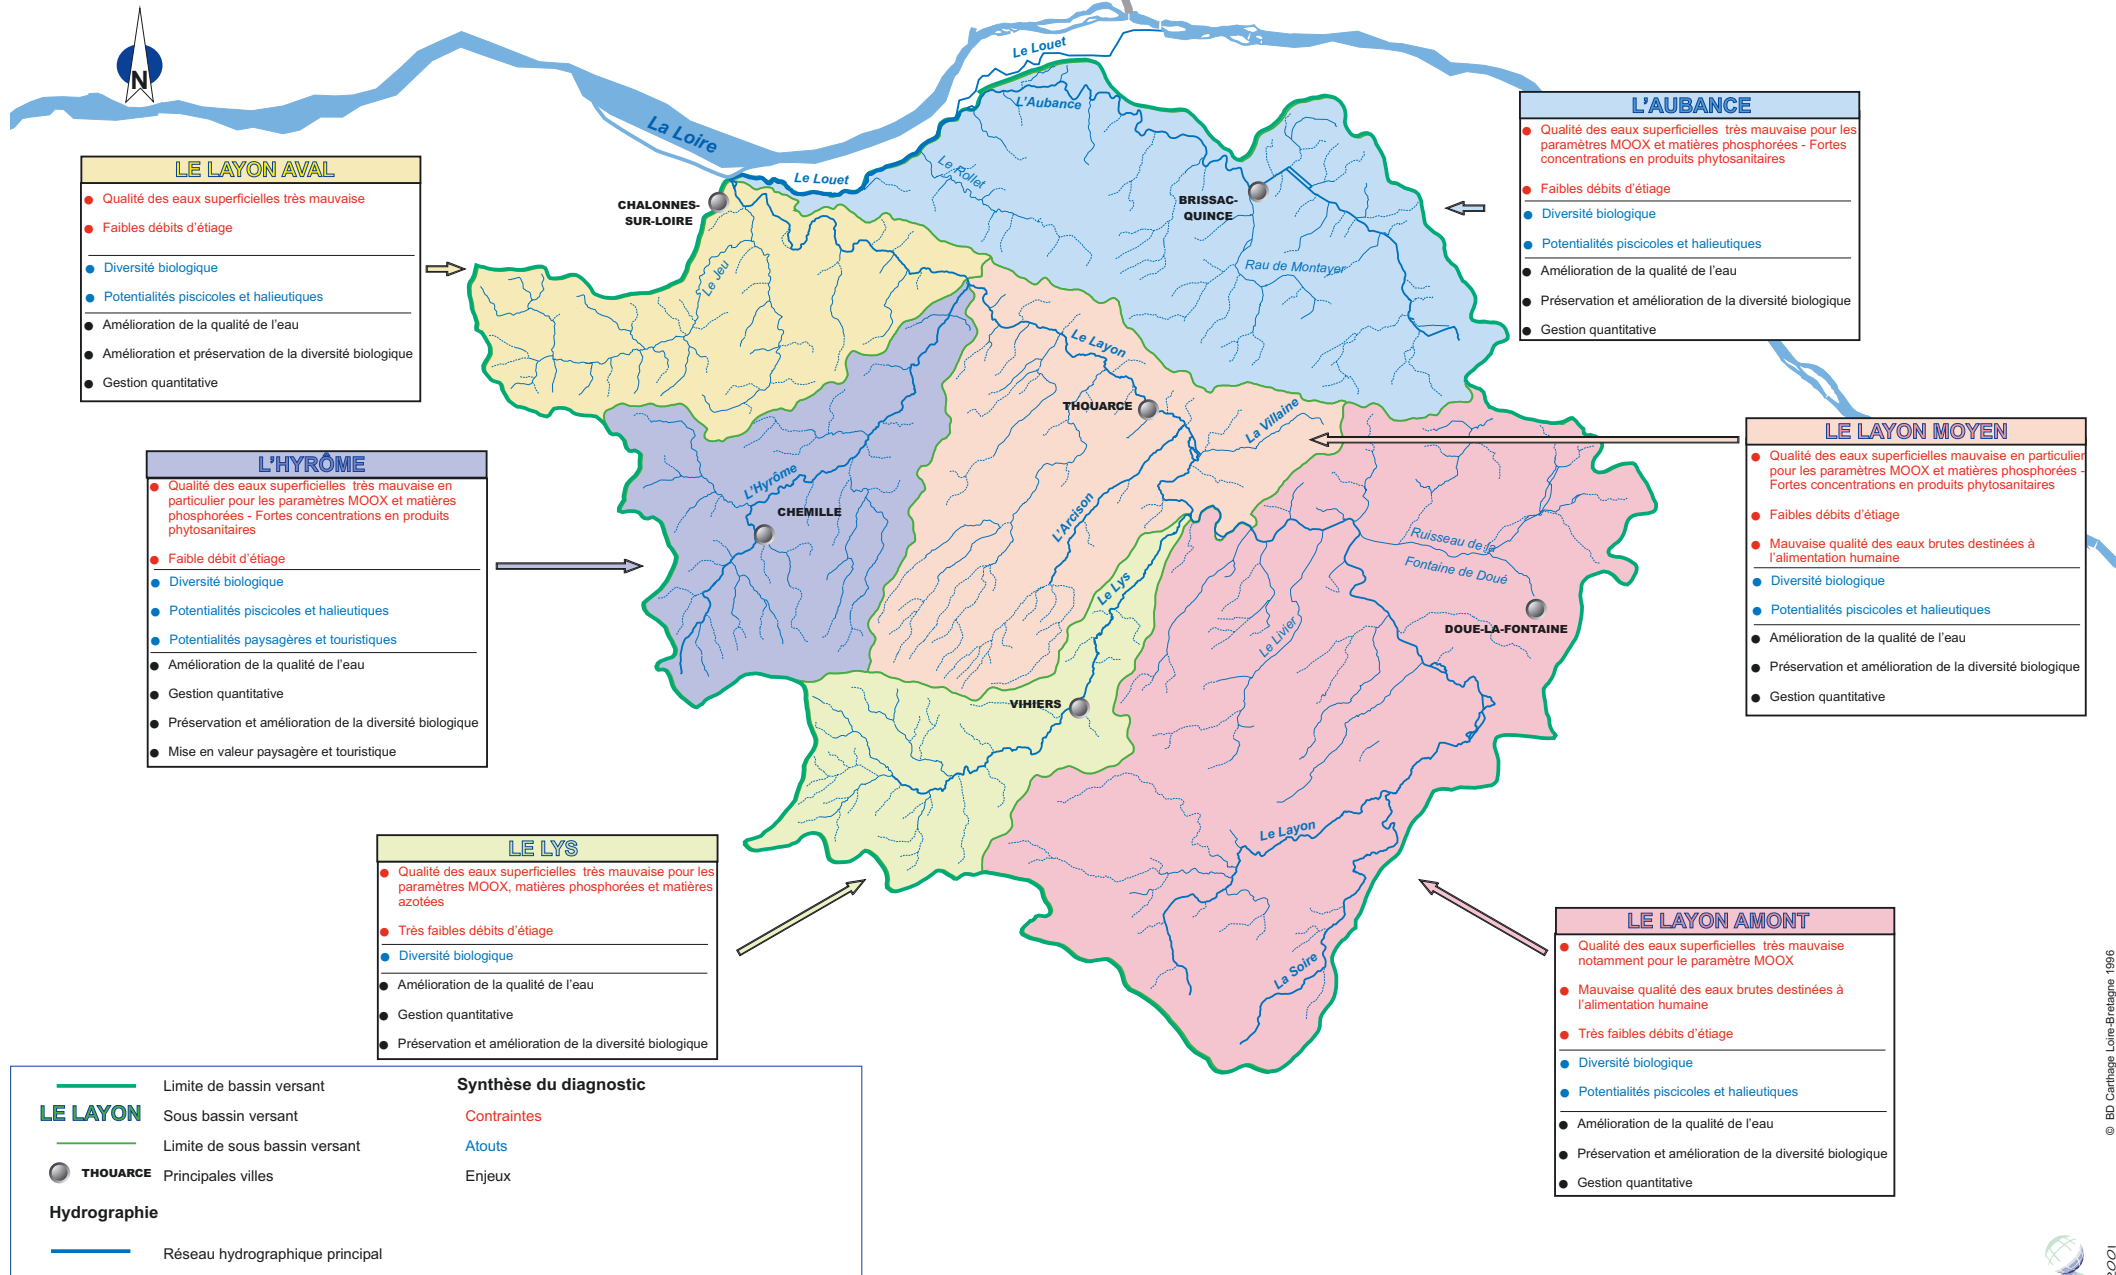 N
Le Louet
L'Aubance
La Loire
Le Rollet
Le Louet
CHALONNES-
SUR-LOIRE
BRISSAC-
QUINCE
Le Jeu
Rau de Montayer
Le Layon
THOUARCE
La Villaine
L'Hyrôme
CHEMILLE
L'Arcison
Ruisseau de la
Fontaine de Doué
Le Lys
Le Livier
DOUE-LA-FONTAINE
VIHIERS
Le Layon
La Soire
LE LAYON AVAL
Qualité des eaux superficielles très mauvaise
Faibles débits d'étiage
Diversité biologique
Potentialités piscicoles et halieutiques
Amélioration de la qualité de l'eau
Amélioration et préservation de la diversité biologique
Gestion quantitative
L'AUBANCE
Qualité des eaux superficielles très mauvaise pour les
paramètres MOOX et matières phosphorées - Fortes
concentrations en produits phytosanitaires
Faibles débits d'étiage
Diversité biologique
Potentialités piscicoles et halieutiques
Amélioration de la qualité de l'eau
Préservation et amélioration de la diversité biologique
Gestion quantitative
L'HYRÔME
Qualité des eaux superficielles très mauvaise en
particulier pour les paramètres MOOX et matières
phosphorées - Fortes concentrations en produits
phytosanitaires
Faible débit d'étiage
Diversité biologique
Potentialités piscicoles et halieutiques
Potentialités paysagères et touristiques
Amélioration de la qualité de l'eau
Gestion quantitative
Préservation et amélioration de la diversité biologique
Mise en valeur paysagère et touristique
LE LAYON MOYEN
Qualité des eaux superficielles mauvaise en particulier
pour les paramètres MOOX et matières phosphorées -
Fortes concentrations en produits phytosanitaires
Faibles débits d'étiage
Mauvaise qualité des eaux brutes destinées à
l'alimentation humaine
Diversité biologique
Potentialités piscicoles et halieutiques
Amélioration de la qualité de l'eau
Préservation et amélioration de la diversité biologique
Gestion quantitative
LE LYS
Qualité des eaux superficielles très mauvaise pour les
paramètres MOOX, matières phosphorées et matières
azotées
Très faibles débits d'étiage
Diversité biologique
Amélioration de la qualité de l'eau
Gestion quantitative
Préservation et amélioration de la diversité biologique
LE LAYON AMONT
Qualité des eaux superficielles très mauvaise
notamment pour le paramètre MOOX
Mauvaise qualité des eaux brutes destinées à
l'alimentation humaine
Très faibles débits d'étiage
Diversité biologique
Potentialités piscicoles et halieutiques
Amélioration de la qualité de l'eau
Préservation et amélioration de la diversité biologique
Gestion quantitative
Limite de bassin versant
LE LAYON Sous bassin versant
Limite de sous bassin versant
THOUARCE Principales villes
Hydrographie
Réseau hydrographique principal
Synthèse du diagnostic
Contraintes
Atouts
Enjeux
© BD Carthage Loire-Bretagne 1996